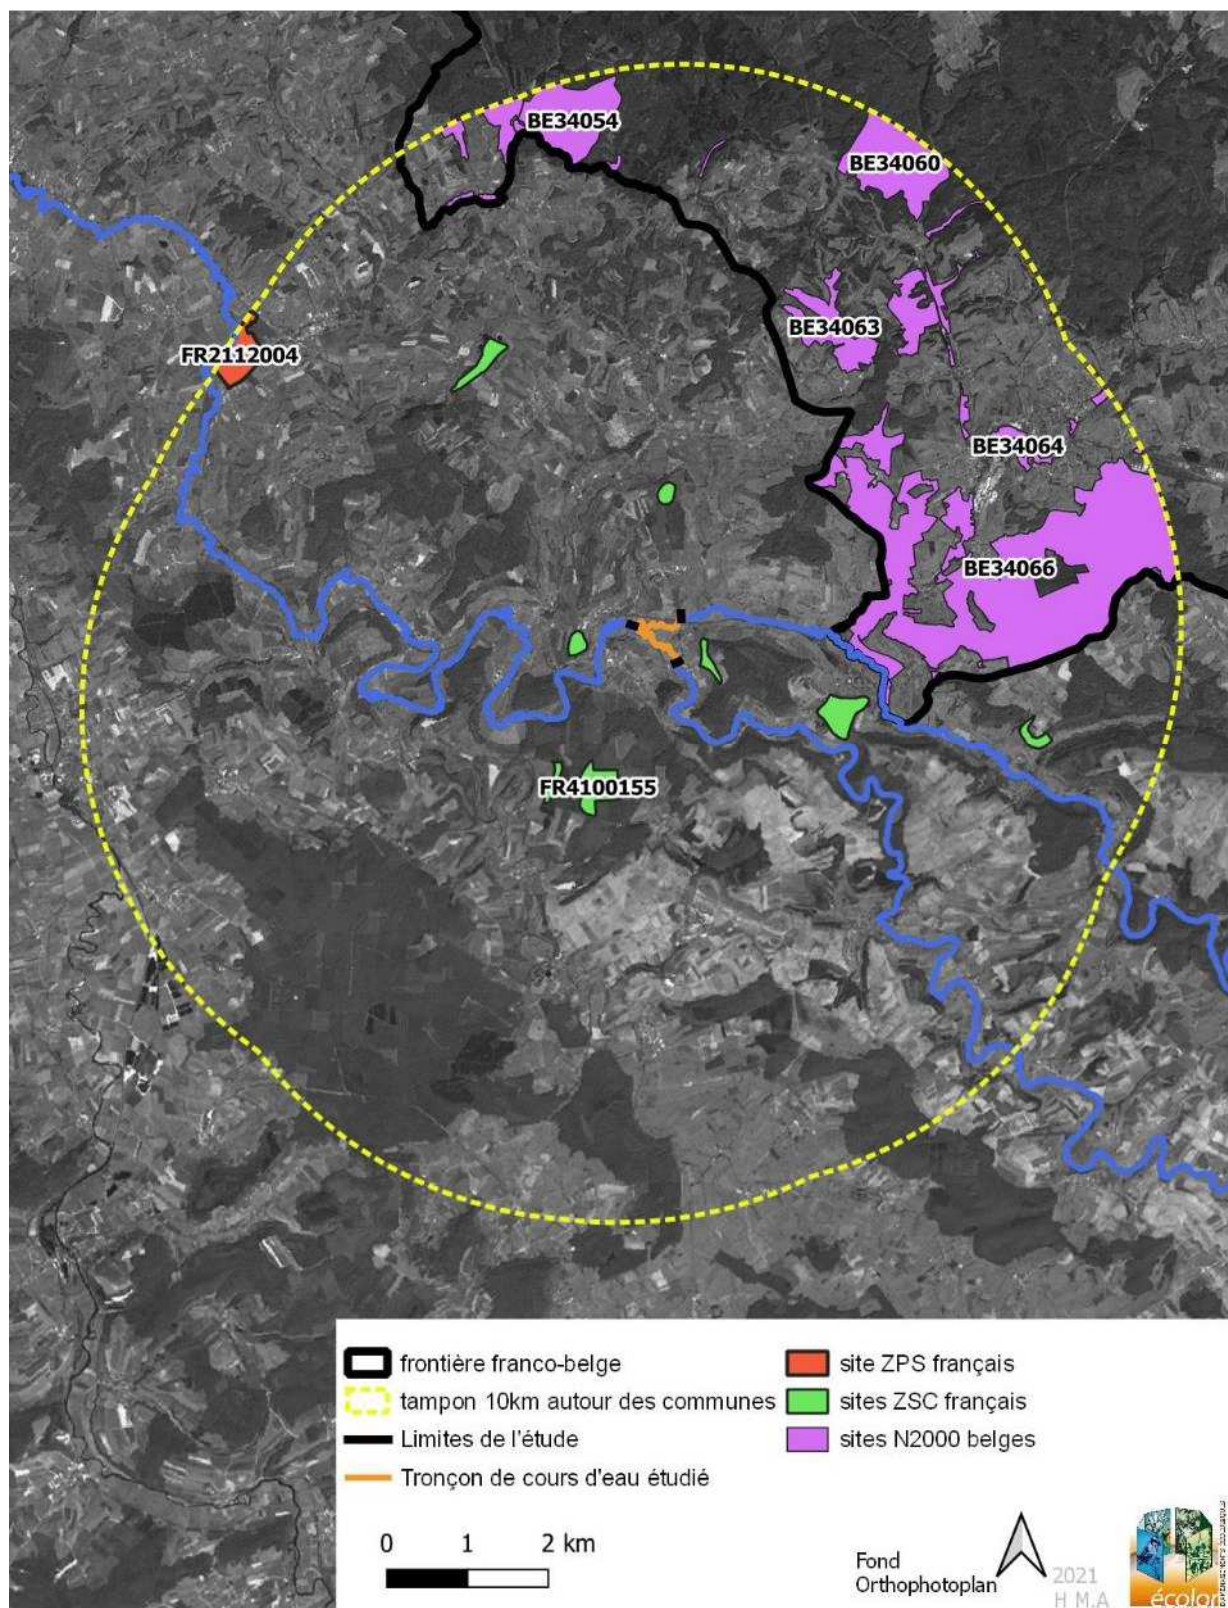 BE34054
BE34060
BE34063
FR2112004
BE34064
BE34066
FR4100155
frontière franco-belge
tampon 10km autour des communes
Limites de l'étude
Tronçon de cours d'eau étudié
site ZPS français
sites ZSC français
sites N2000 belges
0 1 2 km
Fond
Orthophotoplan
2021
H M.A
écolor